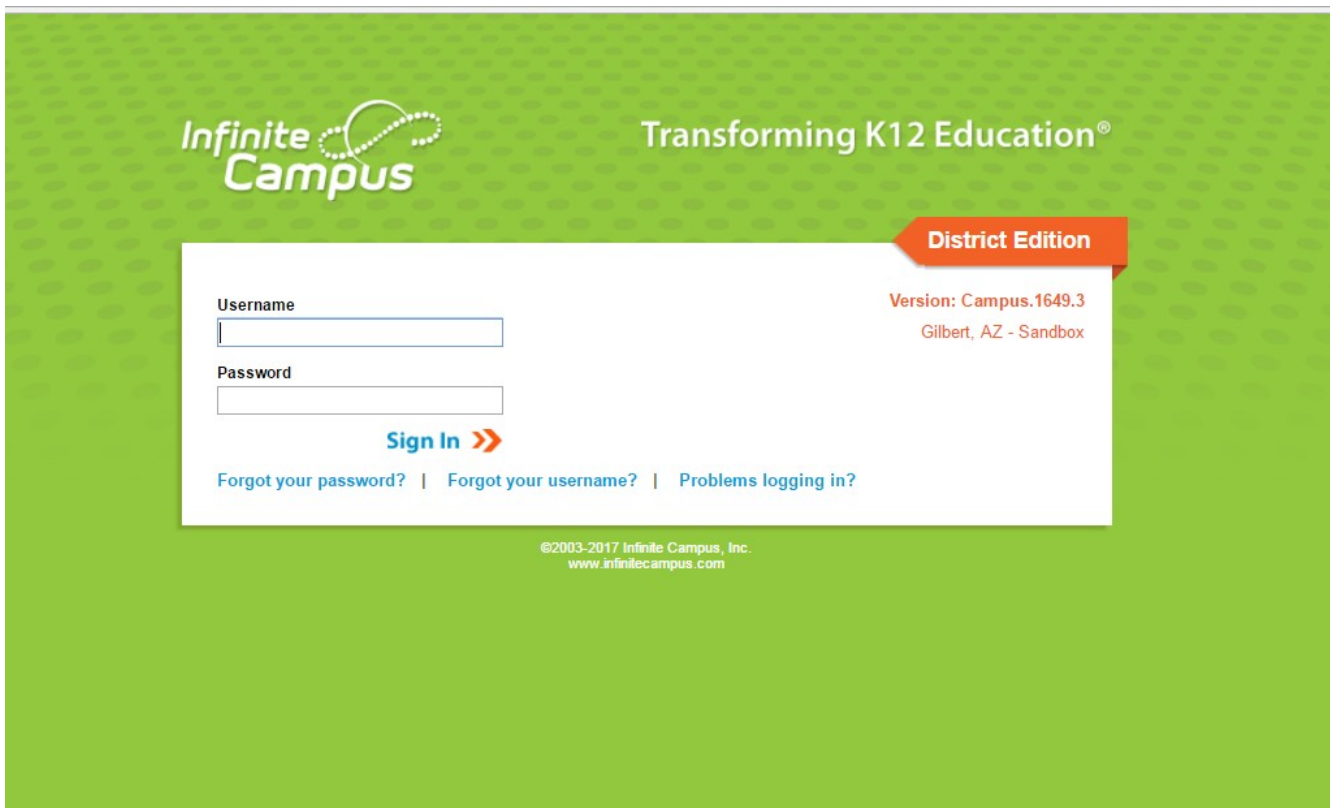 Infinite
Campus
Transforming K12 Education®
District Edition
Username
Version: Campus.1649.3
Gilbert, AZ - Sandbox
Password
Sign In
Forgot your password? | Forgot your username? | Problems logging in?
©2003-2017 Infinite Campus, Inc.
www.infinitecampus.com